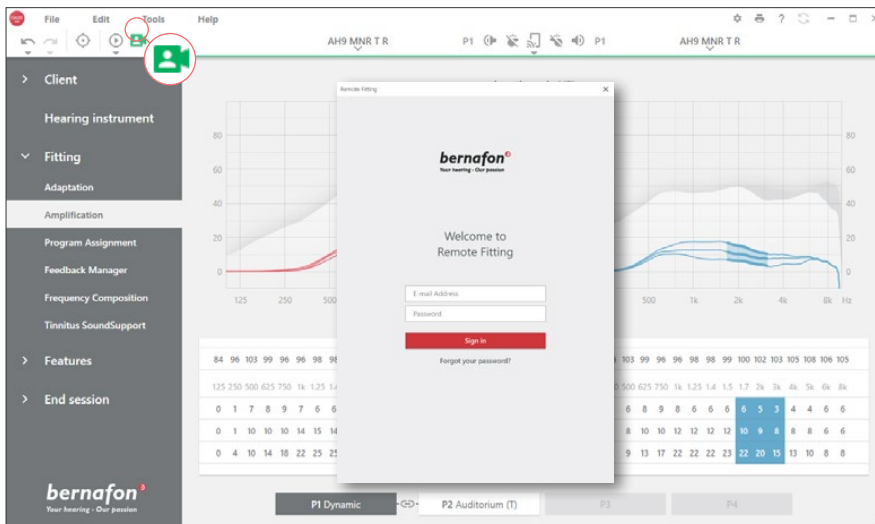 File Edit Tools Help
AH9 MNR T R P1 P1 AH9 MNR T R
Client
Hearing instrument
Fitting
Adaptation
Amplification
Program Assignment
Feedback Manager
Frequency Composition
Tinnitus SoundSupport
Features
End session
bernafon
Your hearing • Our passion
Remote Fitting
bernafon
Your hearing • Our passion
Welcome to
Remote Fitting
E-mail Address
Password
Sign in
Forgot your password?
80 80
60 60
40 40
20 20
0 0
125 250 500 500 1k 2k 4k 8k Hz
84 96 103 99 96 96 98 98 103 99 96 96 98 98 99 100 102 103 105 108 106 105
125 250 500 625 750 1k 1.25 500 625 750 1k 1.25 1.4 1.5 1.7 2k 3k 4k 5k 6k 8k
0 1 7 8 9 7 6 6 6 8 9 8 6 6 6 6 5 3 4 4 6 6
0 1 10 10 10 14 15 14 8 10 10 12 12 12 12 10 9 8 8 8 6 6
0 4 10 14 18 22 25 25 9 13 17 22 22 22 23 22 20 15 13 10 8 8
P1 Dynamic P2 Auditorium (T) P3 P4